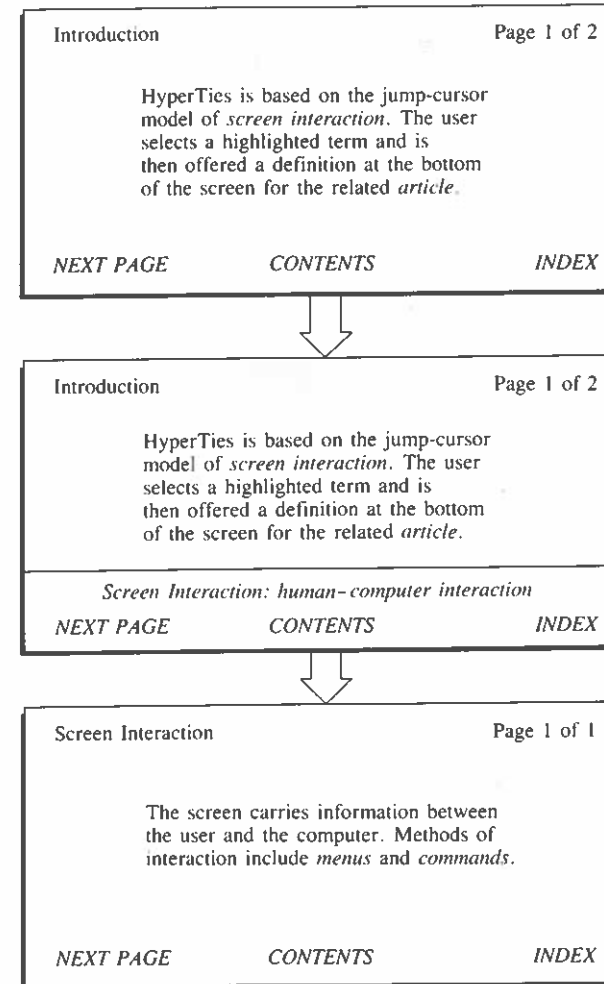 Introduction Page 1 of 2
HyperTies is based on the jump-cursor
model of screen interaction. The user
selects a highlighted term and is
then offered a definition at the bottom
of the screen for the related article.
NEXT PAGE CONTENTS INDEX
Introduction Page 1 of 2
HyperTies is based on the jump-cursor
model of screen interaction. The user
selects a highlighted term and is
then offered a definition at the bottom
of the screen for the related article.
Screen Interaction: human-computer interaction
NEXT PAGE CONTENTS INDEX
Screen Interaction Page 1 of 1
The screen carries information between
the user and the computer. Methods of
interaction include menus and commands.
NEXT PAGE CONTENTS INDEX